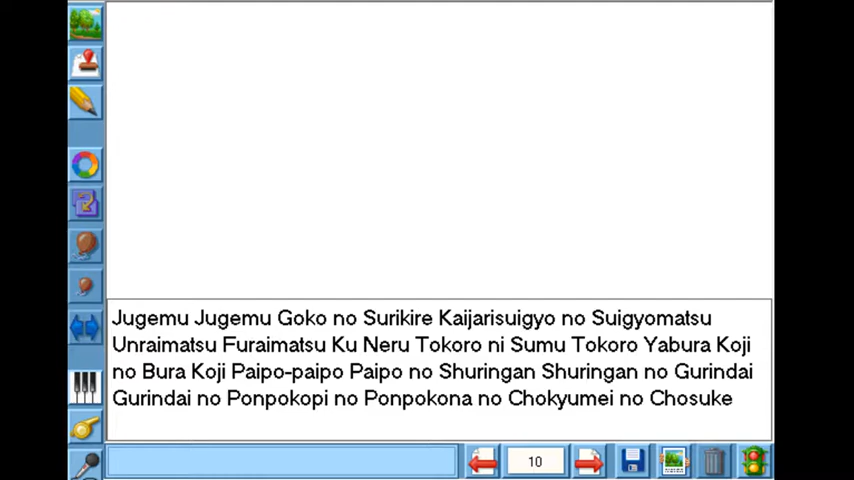 Jugemu Jugemu Goko no Surikire Kaijarisuigyo no Suigyomatsu
Unraimatsu Furaimatsu Ku Neru Tokoro ni Sumu Tokoro Yabura Koji
no Bura Koji Paipo-paipo Paipo no Shuringan Shuringan no Gurindai
Gurindai no Ponpokopi no Ponpokona no Chokyumei no Chosuke
10